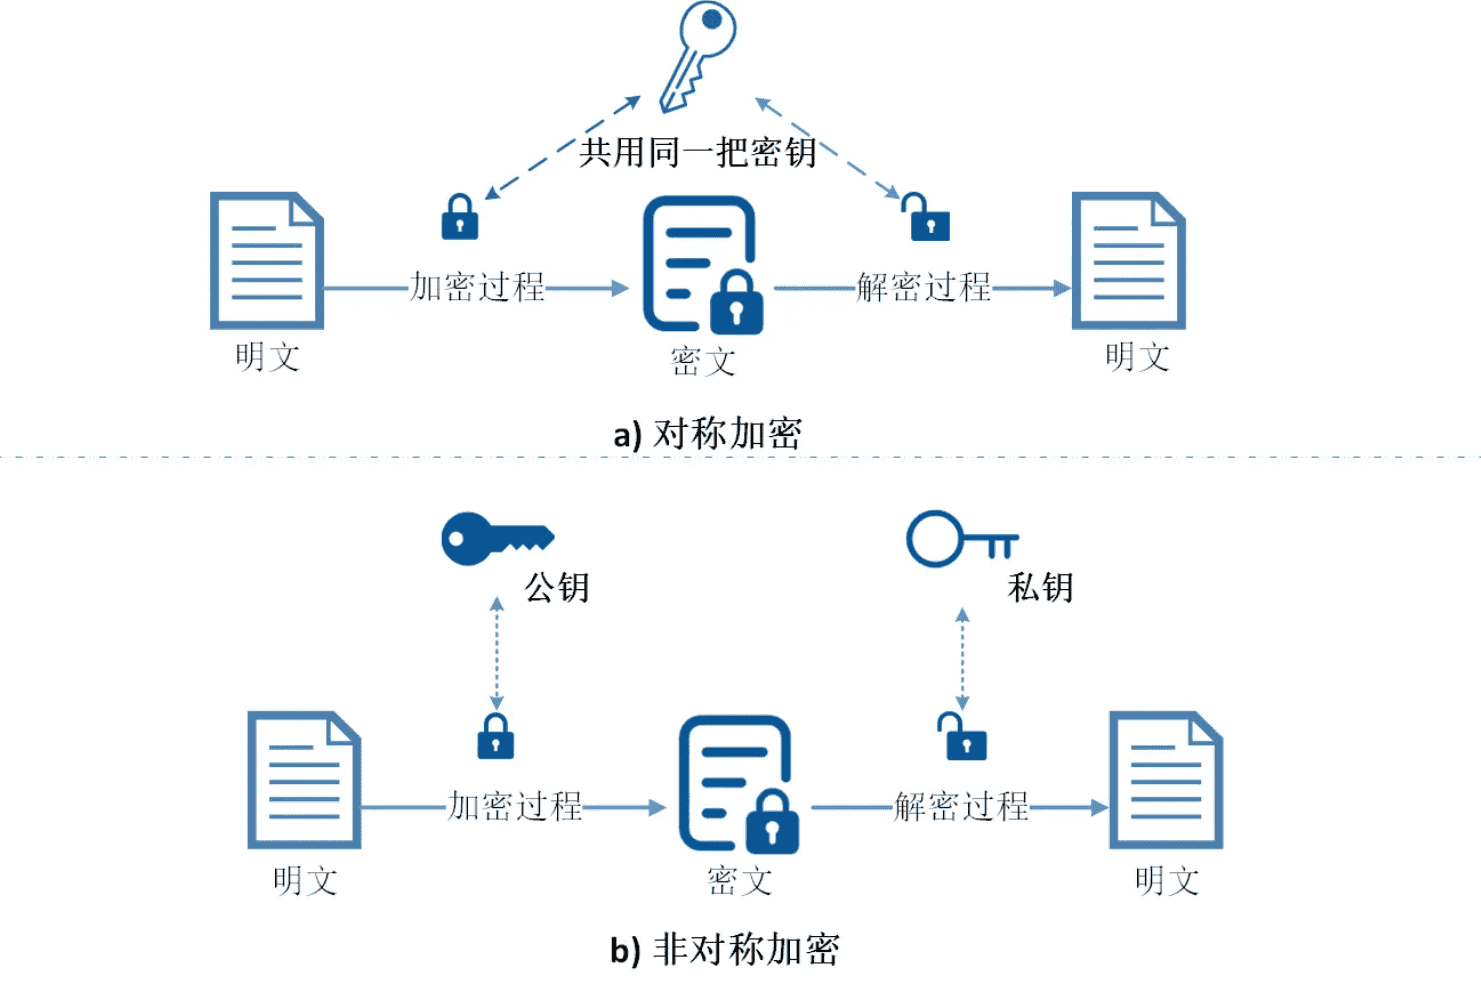 共用同一把密钥
加密过程
解密过程
明文
密文
明文
a) 对称加密
公钥
私钥
加密过程
解密过程
明文
密文
明文
b) 非对称加密